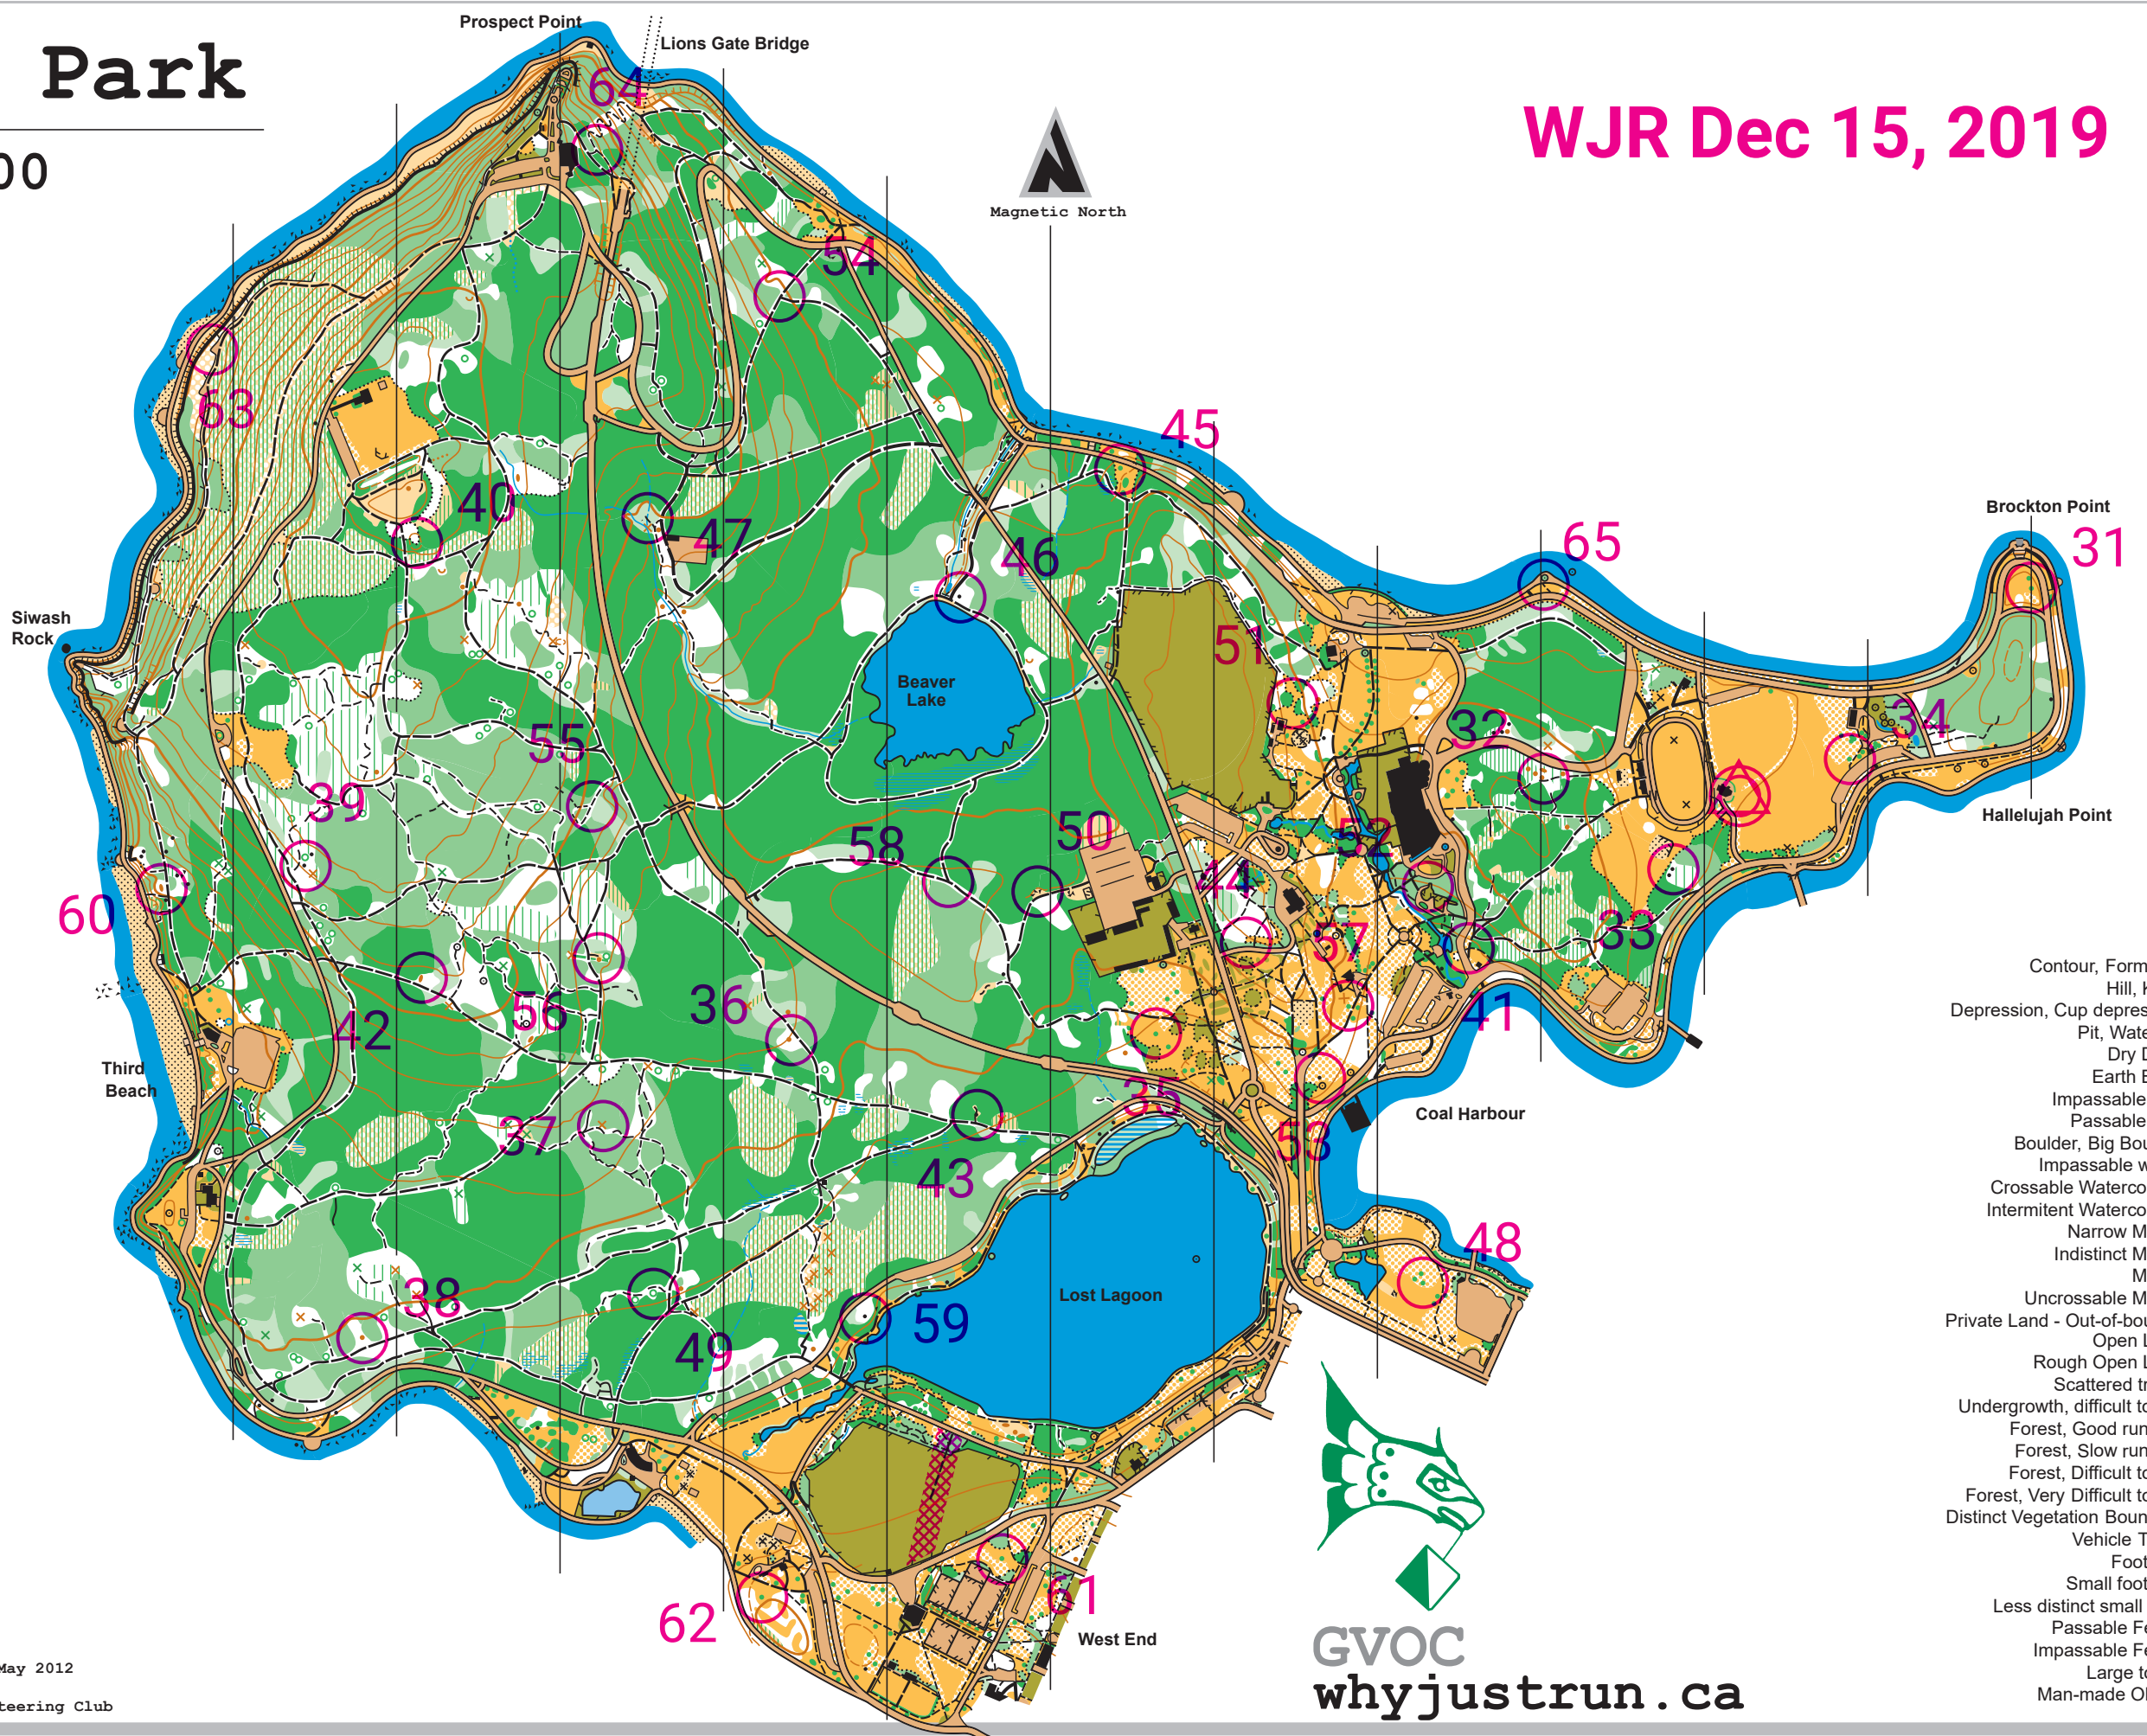 Prospect Point
Lions Gate Bridge
Park
00
WJR Dec 15, 2019
Magnetic North
64
54
63
45
40
47
46
65
Brockton Point
31
Siwash
Rock
51
Beaver
Lake
55
32
34
39
58
50
52
44
Hallelujah Point
60
57
33
36
56
42
41
Third
Beach
35
Coal Harbour
37
53
43
48
38
59
Lost Lagoon
49
61
62
West End
GVOC
whyjustrun.ca
May 2012
teering Club
Contour, Form
Hill, K
Depression, Cup depres
Pit, Wate
Dry D
Earth B
Impassable
Passable
Boulder, Big Bou
Impassable w
Crossable Waterco
Intermitent Waterco
Narrow M
Indistinct M
M
Uncrossable M
Private Land - Out-of-bou
Open L
Rough Open L
Scattered tr
Undergrowth, difficult to
Forest, Good run
Forest, Slow run
Forest, Difficult to
Forest, Very Difficult to
Distinct Vegetation Boun
Vehicle T
Foot
Small foot
Less distinct small
Passable Fe
Impassable Fe
Large to
Man-made Ob